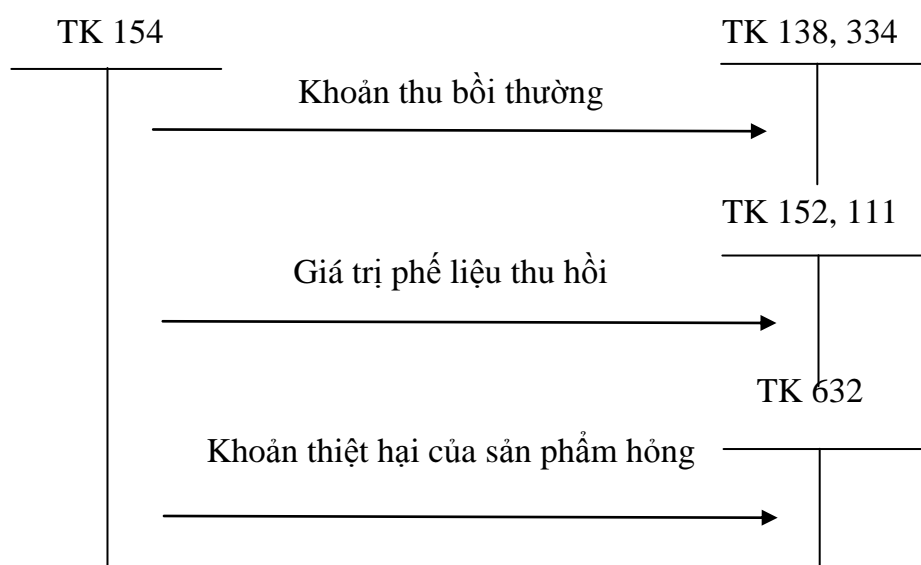 TK 154
TK 138, 334
Khoản thu bồi thường
TK 152, 111
Giá trị phế liệu thu hồi
TK 632
Khoản thiệt hại của sản phẩm hỏng